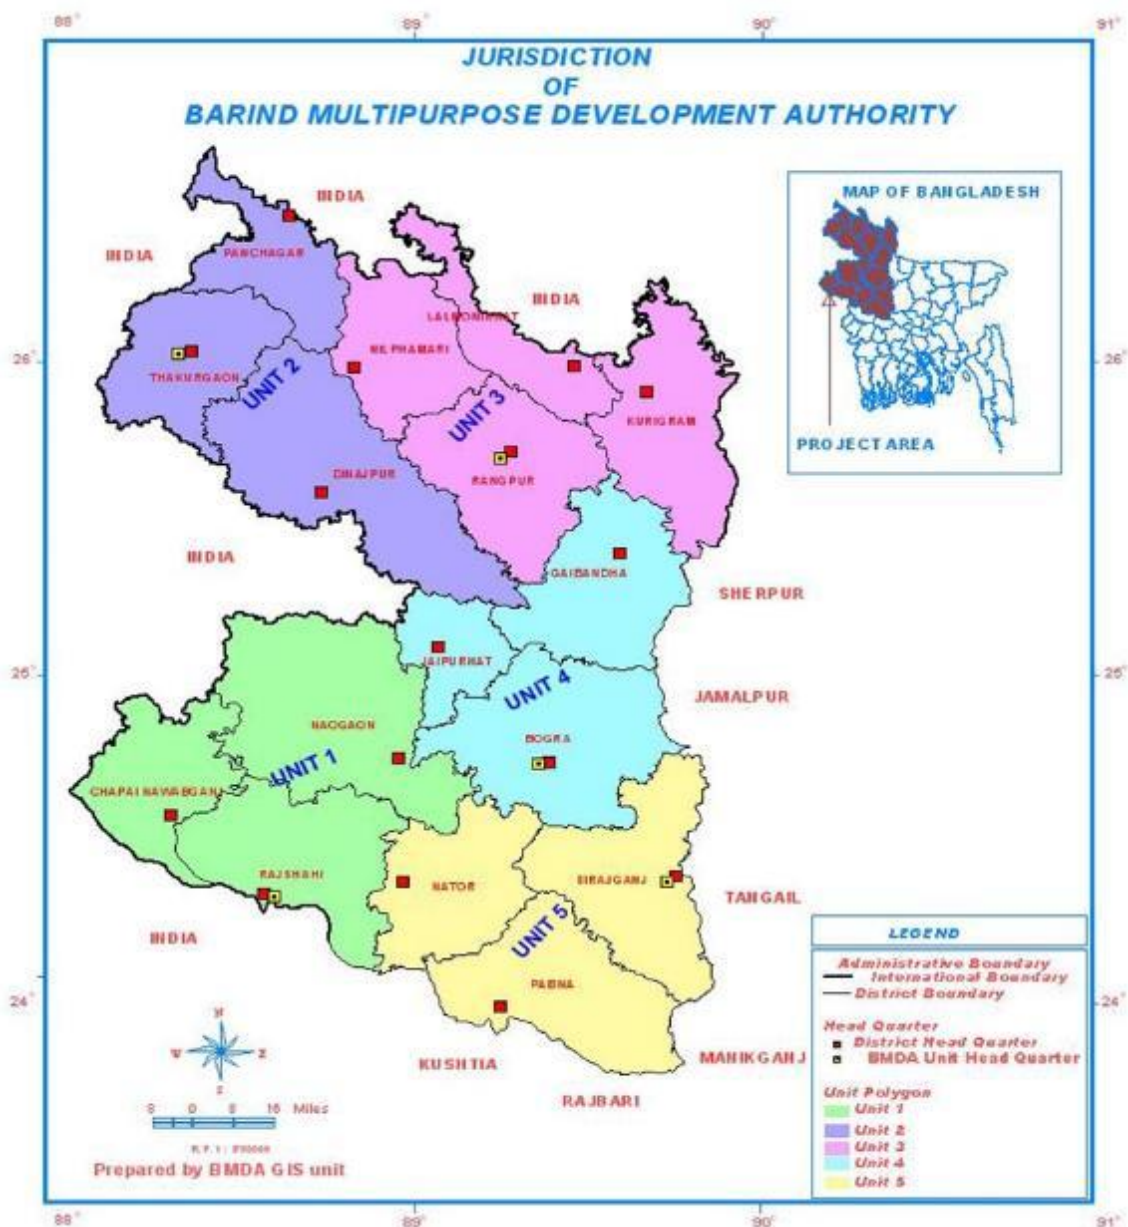 88°
89°
90°
91°
JURISDICTION
OF
BARIND MULTIPURPOSE DEVELOPMENT AUTHORITY
MAP OF BANGLADESH
PROJECT AREA
INDIA
INDIA
PANCHAGAR
INDIA
LALMONIRHAT
NILPHAMARI
26°
26°
THAKURGAON
UNIT 2
UNIT 3
KURIGRAM
DINAJPUR
RANGPUR
INDIA
GAIBANDHA
SHERPUR
JAIPURHAT
25°
25°
UNIT 4
JAMALPUR
NAOGAON
BOGRA
UNIT 1
CHAPAI NAWABGANJ
RAJSHAHI
NATOR
SIRAJGANJ
TANGAIL
INDIA
UNIT 5
PABNA
24°
24°
KUSHTIA
MANIKGANJ
RAJBARI
LEGEND
Administrative Boundary
International Boundary
District Boundary
Head Quarter
District Head Quarter
BMDA Unit Head Quarter
Unit Polygon
Unit 1
Unit 2
Unit 3
Unit 4
Unit 5
N
W
S
8 0 8 16 Miles
Prepared by BMDA GIS unit
88°
89°
90°
91°